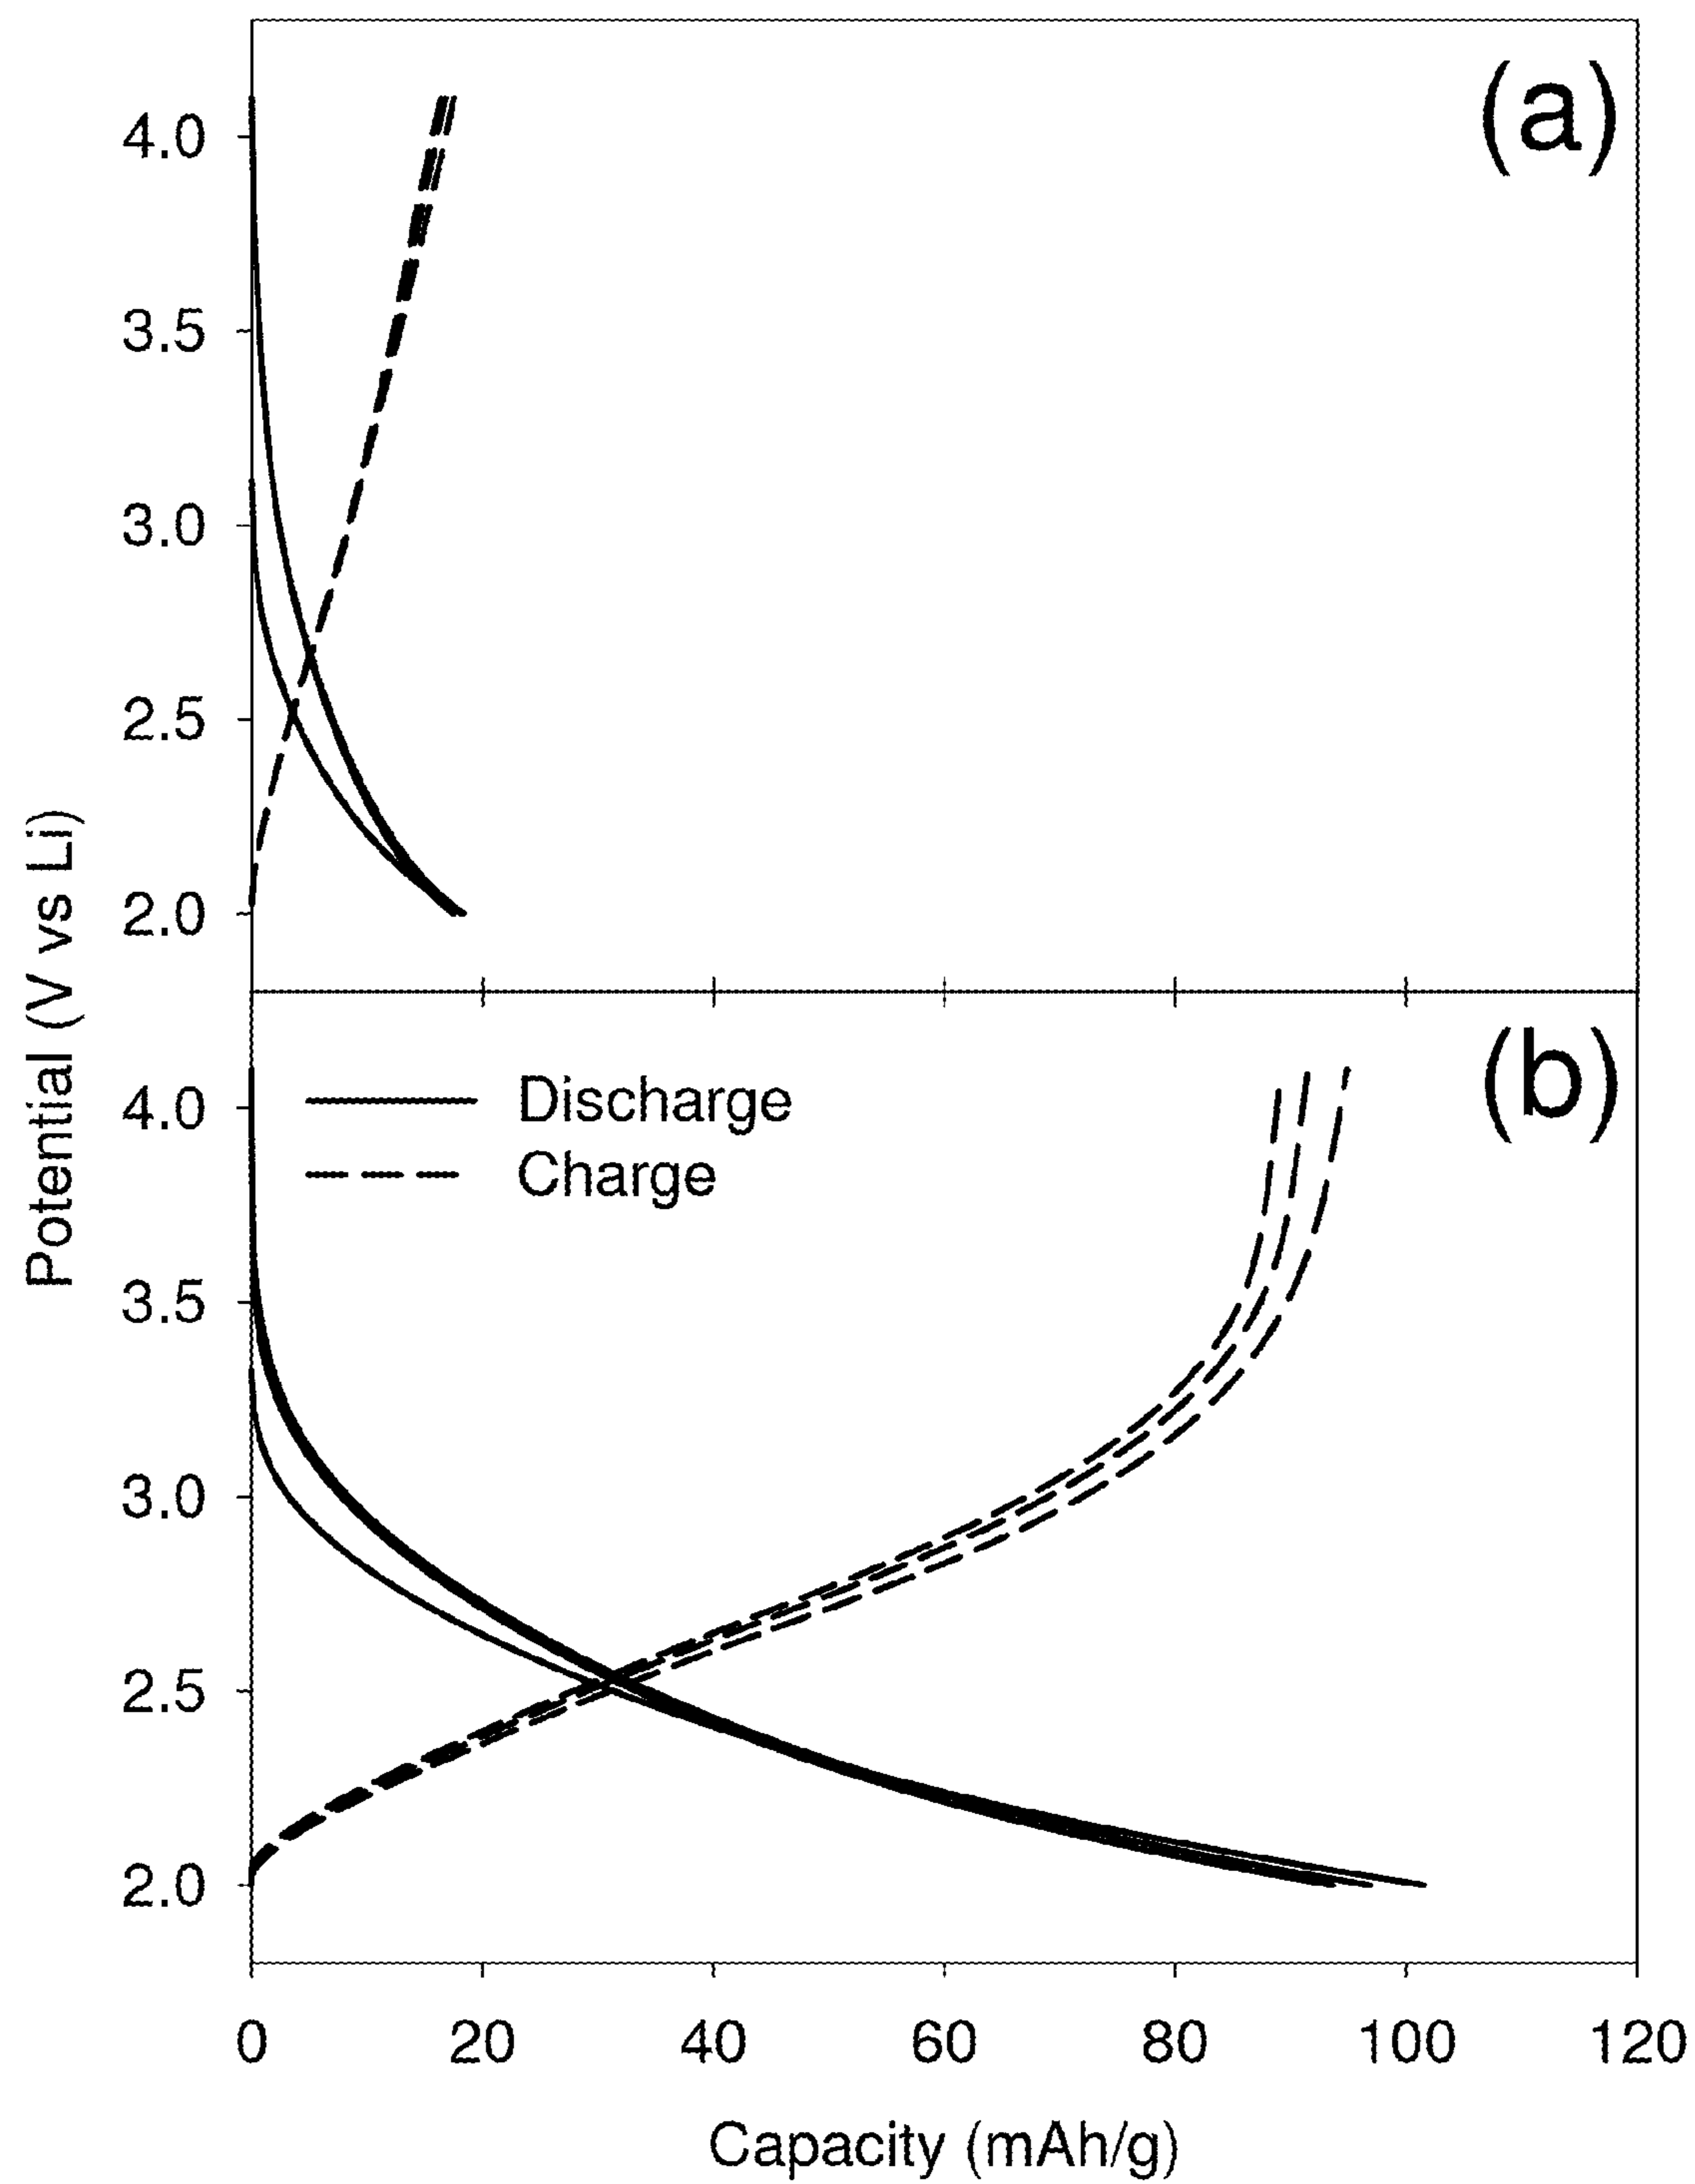 (a)
4.0
3.5
3.0
2.5
2.0
Potential (V vs Li)
(b)
Discharge
Charge
4.0
3.5
3.0
2.5
2.0
0 20 40 60 80 100 120
Capacity (mAh/g)